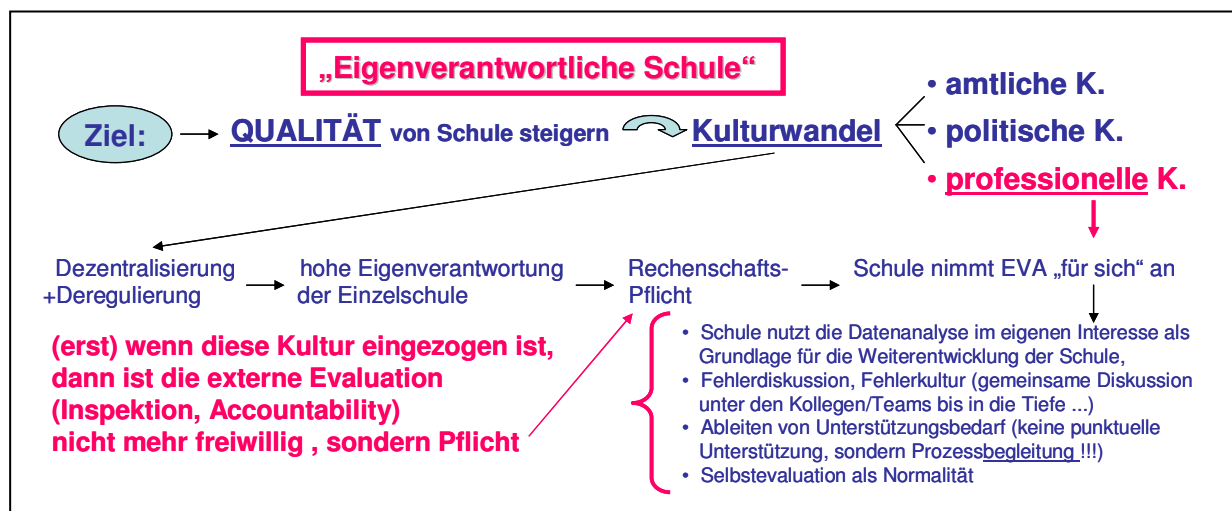 „Eigenverantwortliche Schule“
Ziel:
QUALITÄT von Schule steigern
Kulturwandel
• amtliche K.
• politische K.
• professionelle K.
Dezentralisierung
+Deregulierung
hohe Eigenverantwortung
der Einzelschule
Rechenschafts-
Pflicht
Schule nimmt EVA „für sich“ an
(erst) wenn diese Kultur eingezogen ist,
dann ist die externe Evaluation
(Inspektion, Accountability)
nicht mehr freiwillig , sondern Pflicht
• Schule nutzt die Datenanalyse im eigenen Interesse als
Grundlage für die Weiterentwicklung der Schule,
• Fehlerdiskussion, Fehlerkultur (gemeinsame Diskussion
unter den Kollegen/Teams bis in die Tiefe ...)
• Ableiten von Unterstützungsbedarf (keine punktuelle
Unterstützung, sondern Prozessbegleitung !!!)
• Selbstevaluation als Normalität